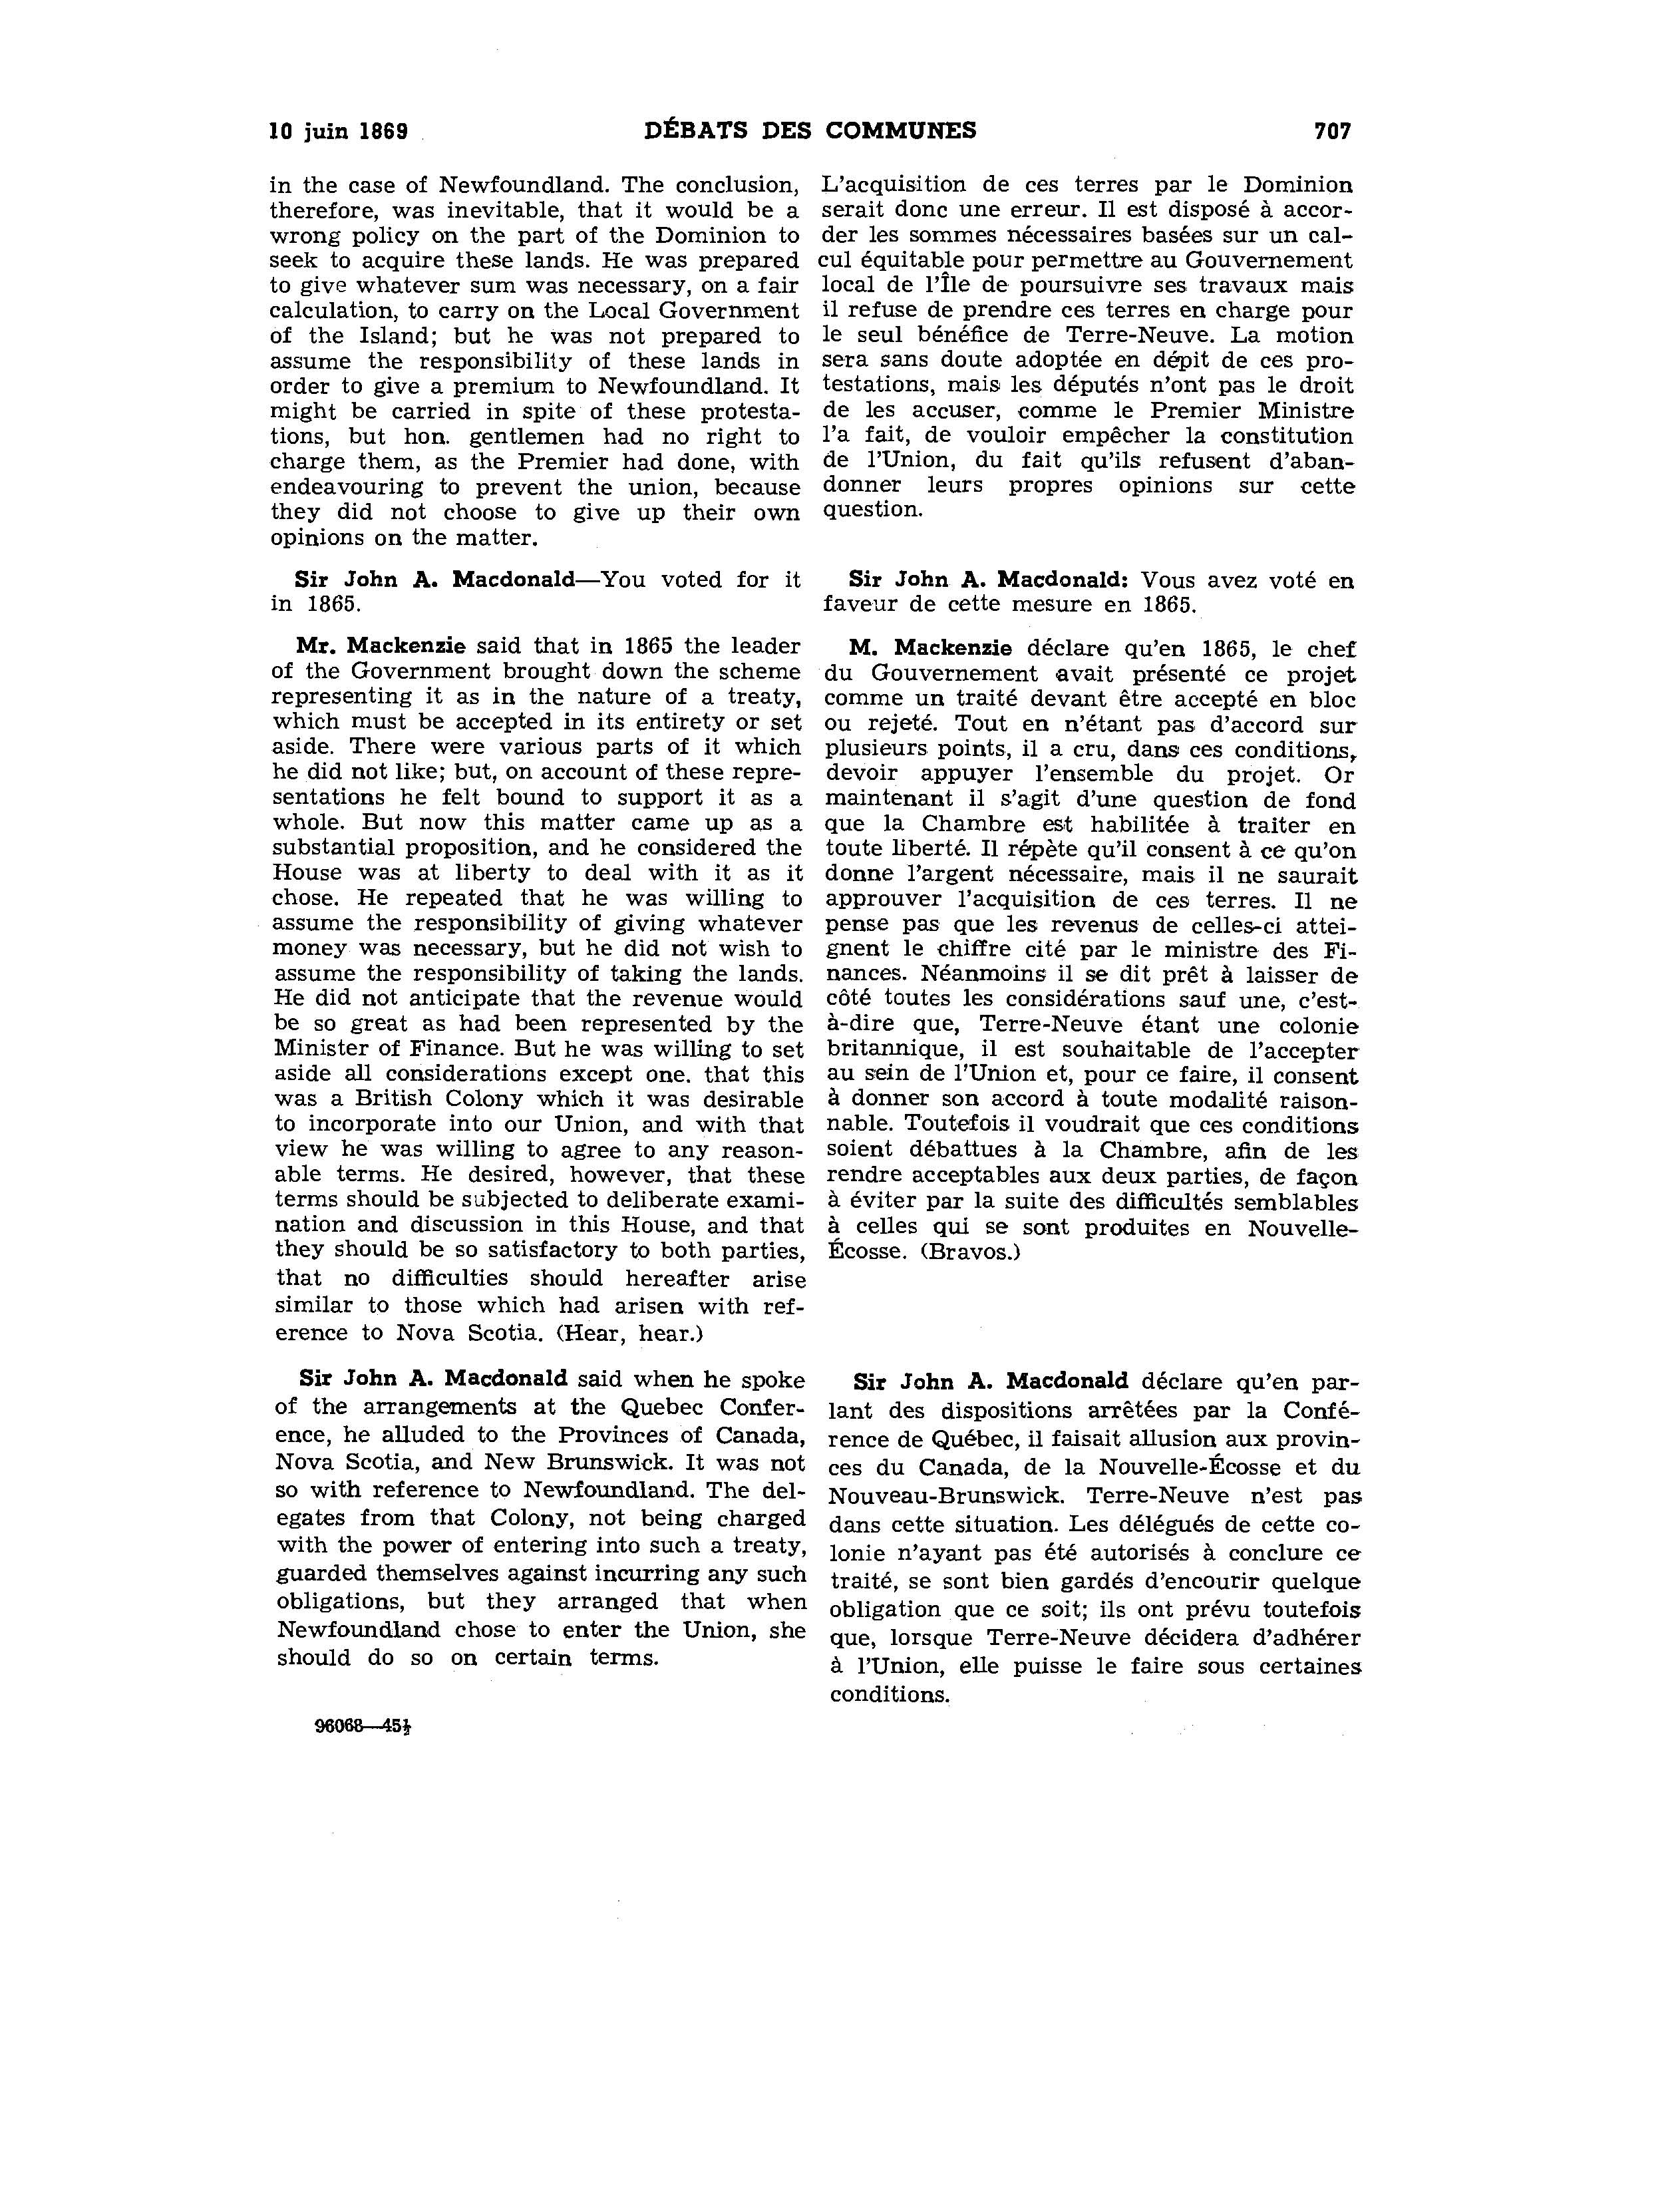 10 juin 1869
DÉBATS DES COMMUNES
707
in the case of Newfoundland. The conclusion,
therefore, was inevitable, that it would be a
wrong policy on the part of the Dominion to
seek to acquire these lands. He was prepared
to give whatever sum was necessary, on a fair
calculation, to carry on the Local Government
of the Island; but he was not prepared to
assume the responsibility of these lands in
order to give a premium to Newfoundland. It
might be carried in spite of these protesta-
tions, but hon. gentlemen had no right to
charge them, as the Premier had done, with
endeavouring to prevent the union, because
they did not choose to give up their own
opinions on the matter.
Sir John A. Macdonald—You voted for it
in 1865.
Mr. Mackenzie said that in 1865 the leader
of the Government brought down the scheme
representing it as in the nature of a treaty,
which must be accepted in its entirety or set
aside. There were various parts of it which
he did not like; but, on account of these repre-
sentations he felt bound to support it as a
whole. But now this matter came up as a
substantial proposition, and he considered the
House was at liberty to deal with it as it
chose. He repeated that he was willing to
assume the responsibility of giving whatever
money was necessary, but he did not wish to
assume the responsibility of taking the lands.
He did not anticipate that the revenue would
be so great as had been represented by the
Minister of Finance. But he was willing to set
aside all considerations except one. that this
was a British Colony which it was desirable
to incorporate into our Union, and with that
view he was willing to agree to any reason-
able terms. He desired, however, that these
terms should be subjected to deliberate exami-
nation and discussion in this House, and that
they should be so satisfactory to both parties,
that no difficulties should hereafter arise
similar to those which had arisen with ref-
erence to Nova Scotia. (Hear, hear.)
Sir John A. Macdonald said when he spoke
of the arrangements at the Quebec Confer-
ence, he alluded to the Provinces of Canada,
Nova Scotia, and New Brunswick. It was not
so with reference to Newfoundland. The del-
egates from that Colony, not being charged
with the power of entering into such a treaty,
guarded themselves against incurring any such
obligations, but they arranged that when
Newfoundland chose to enter the Union, she
should do so on certain terms.
96068—45½
L'acquisition de ces terres par le Dominion
serait donc une erreur. Il est disposé à accor-
der les sommes nécessaires basées sur un cal-
cul équitable pour permettre au Gouvernement
local de l'Île de poursuivre ses travaux mais
il refuse de prendre ces terres en charge pour
le seul bénéfice de Terre-Neuve. La motion
sera sans doute adoptée en dépit de ces pro-
testations, mais les députés n'ont pas le droit
de les accuser, comme le Premier Ministre
l'a fait, de vouloir empêcher la constitution
de l'Union, du fait qu'ils refusent d'aban-
donner leurs propres opinions sur cette
question.
Sir John A. Macdonald: Vous avez voté en
faveur de cette mesure en 1865.
M. Mackenzie déclare qu'en 1865, le chef
du Gouvernement avait présenté ce projet
comme un traité devant être accepté en bloc
ou rejeté. Tout en n'étant pas d'accord sur
plusieurs points, il a cru, dans ces conditions,
devoir appuyer l'ensemble du projet. Or
maintenant il s'agit d'une question de fond
que la Chambre est habilitée à traiter en
toute liberté. Il répète qu'il consent à ce qu'on
donne l'argent nécessaire, mais il ne saurait
approuver l'acquisition de ces terres. Il ne
pense pas que les revenus de celles-ci attei-
gnent le chiffre cité par le ministre des Fi-
nances. Néanmoins il se dit prêt à laisser de
côté toutes les considérations sauf une, c'est-
à-dire que, Terre-Neuve étant une colonie
britannique, il est souhaitable de l'accepter
au sein de l'Union et, pour ce faire, il consent
à donner son accord à toute modalité raison-
nable. Toutefois il voudrait que ces conditions
soient débattues à la Chambre, afin de les
rendre acceptables aux deux parties, de façon
à éviter par la suite des difficultés semblables
à celles qui se sont produites en Nouvelle-
Écosse. (Bravos.)
Sir John A. Macdonald déclare qu'en par-
lant des dispositions arrêtées par la Confé-
rence de Québec, il faisait allusion aux provin-
ces du Canada, de la Nouvelle-Écosse et du
Nouveau-Brunswick. Terre-Neuve n'est pas
dans cette situation. Les délégués de cette co-
lonie n'ayant pas été autorisés à conclure ce
traité, se sont bien gardés d'encourir quelque
obligation que ce soit; ils ont prévu toutefois
que, lorsque Terre-Neuve décidera d'adhérer
à l'Union, elle puisse le faire sous certaines
conditions.